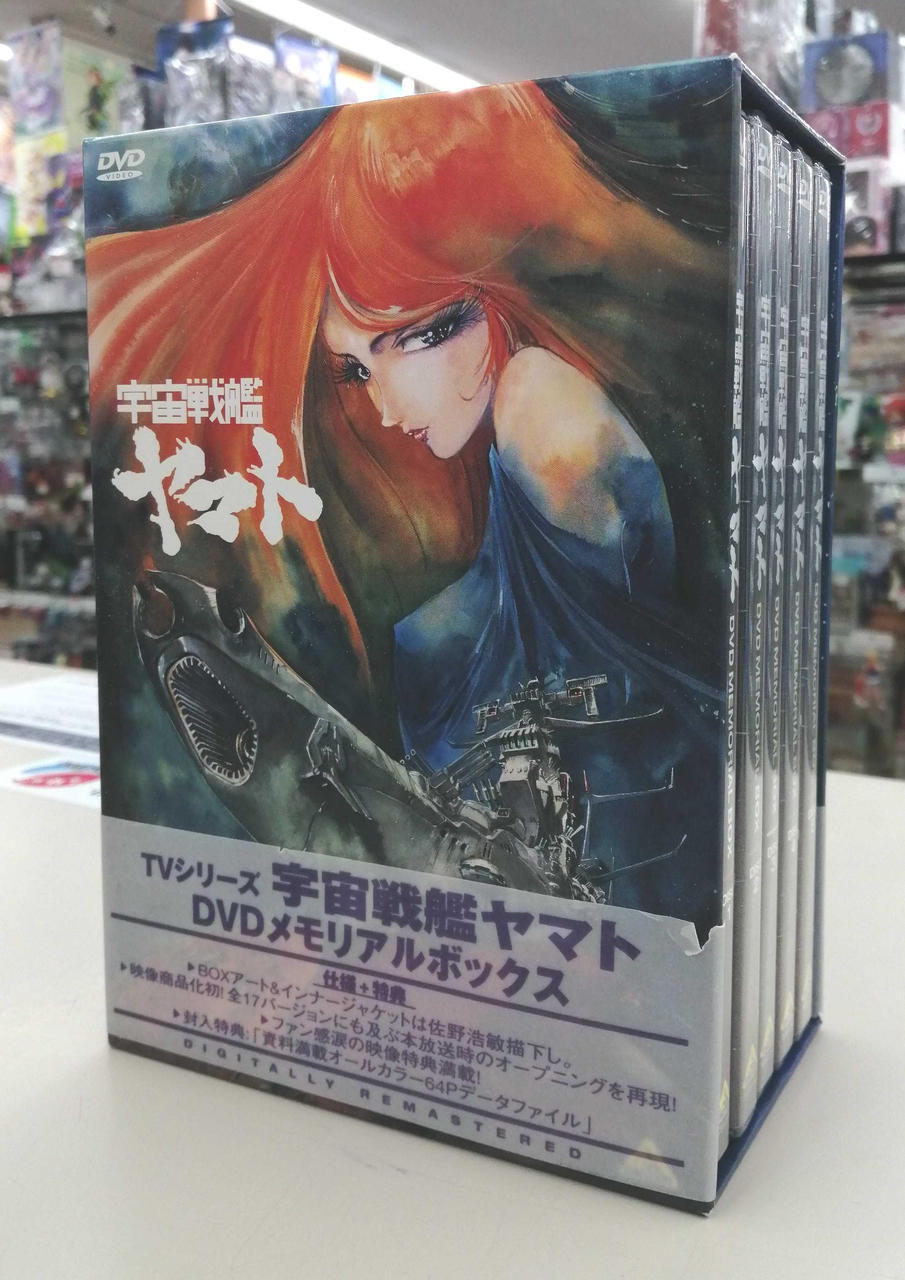 DVD
VIDEO
宇宙戦艦
ヤマト
TVシリーズ 宇宙戦艦ヤマト
DVDメモリアルボックス
仕様+特典
▶BOXアート&インナージャケットは佐野浩敏描下し。
▶映像商品化初!全17バージョンにも及ぶ本放送時のオープニングを再現!
▶ファン感涙の映像特典満載!
▶封入特典:「資料満載オールカラー64Pデータファイル」
DIGITALLY REMASTERED
DVD MEMORIAL BOX
DVD MEMORIAL BOX
DVD MEMORIAL
DVD MEMORIAL